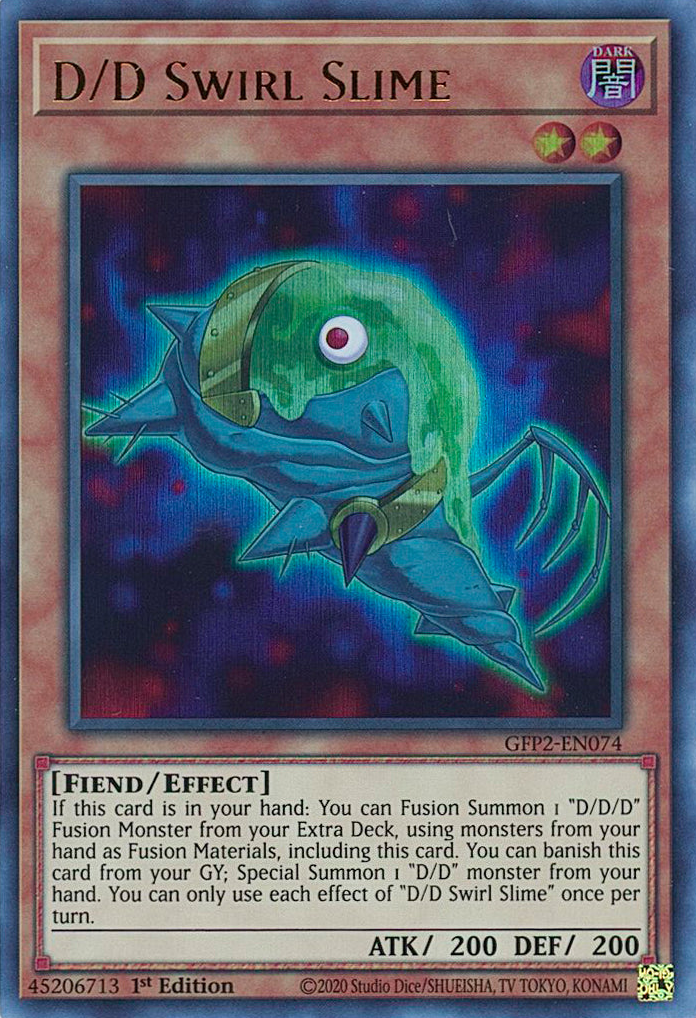 D/D Swirl Slime
DARK
闇
GFP2-EN074
[Fiend/Effect]
If this card is in your hand: You can Fusion Summon 1 "D/D/D"
Fusion Monster from your Extra Deck, using monsters from your
hand as Fusion Materials, including this card. You can banish this
card from your GY; Special Summon 1 "D/D" monster from your
hand. You can only use each effect of "D/D Swirl Slime" once per
turn.
ATK/ 200 DEF/ 200
45206713 1st Edition ©2020 Studio Dice/SHUEISHA, TV TOKYO, KONAMI